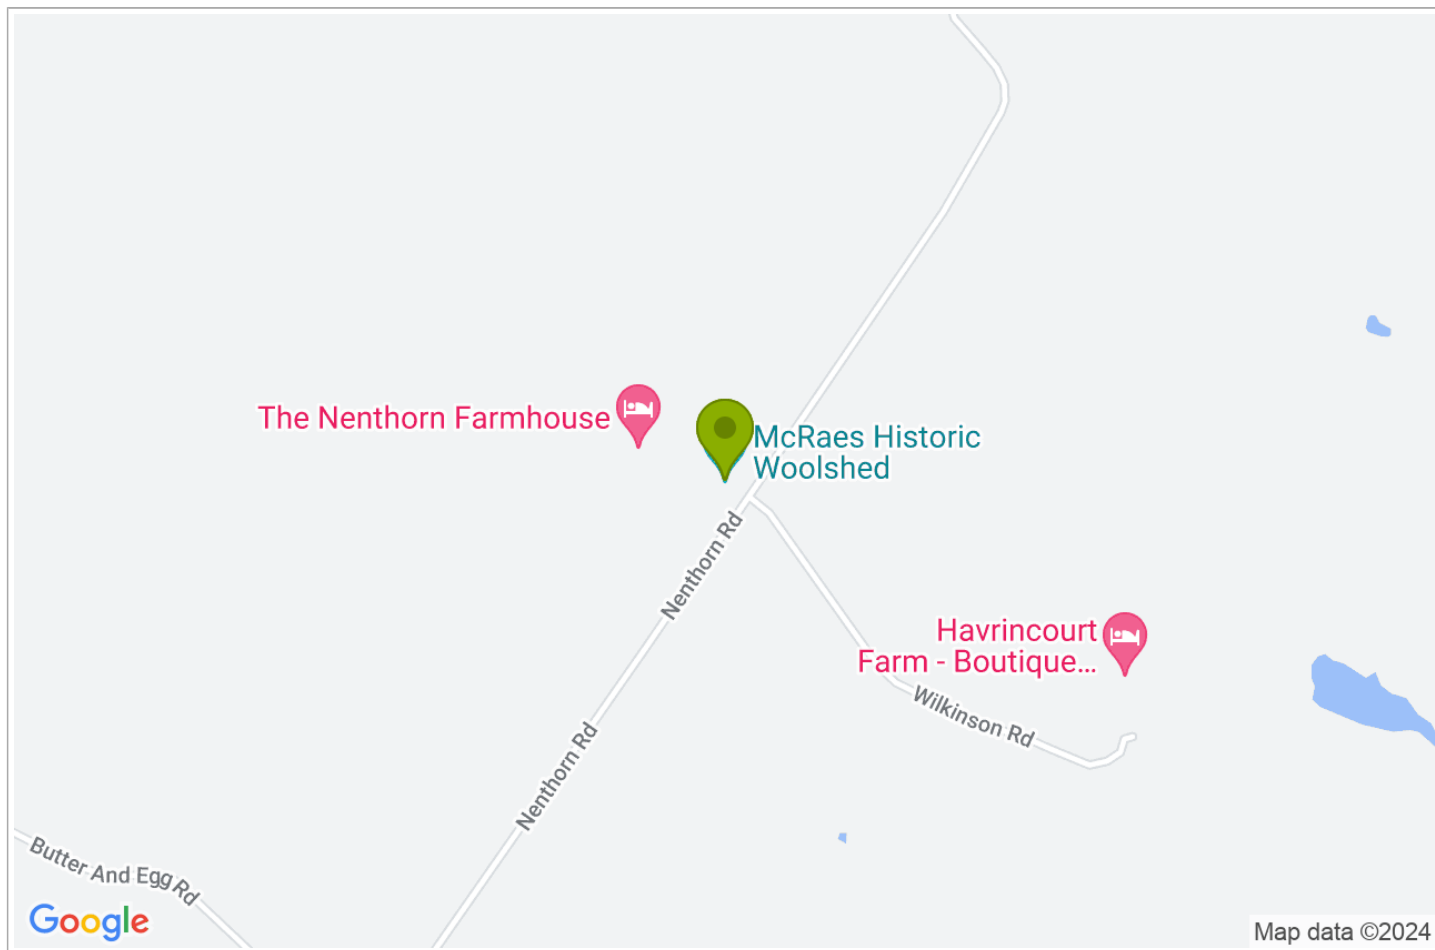 The Nenthorn Farmhouse
McRaes Historic
Woolshed
Nenthorn Rd
Havrincourt
Farm - Boutique...
Wilkinson Rd
Nenthorn Rd
Butter And Egg Rd
Google
Map data ©2024